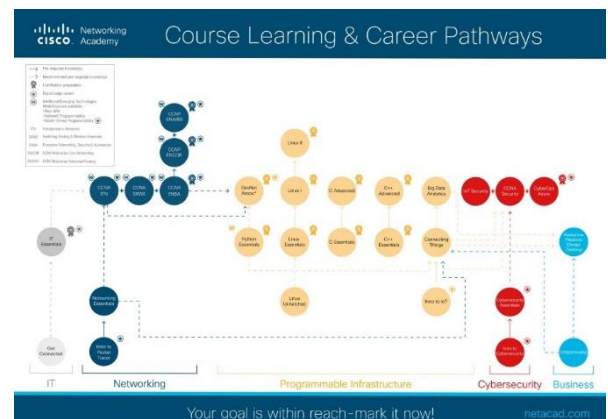 Networking
CISCO. Academy
Course Learning & Career Pathways
CCNP
ENARSI
CCNP
ENCOR
Linux II
CCNA
ITN
CCNA
SRWE
CCNA
ENSA
DevNet
Assoc*
Linux I
C Advanced
C++
Advanced
Big Data
Analytics
IoT Security
CCNA
Security
CyberOps
Assoc
IT
Essentials
Python
Essentials
Linux
Essentials
C Essentials
C++
Essentials
Connecting
Things
Networking
Essentials
Linux
Unhatched
Intro to IoT
Cybersecurity
Essentials
Get
Connected
Intro to
Packet
Tracer
Intro to
Cybersecurity
Entrepreneurship
IT
Networking
Programmable Infrastructure
Cybersecurity
Business
Your goal is within reach-mark it now!
netacad.com